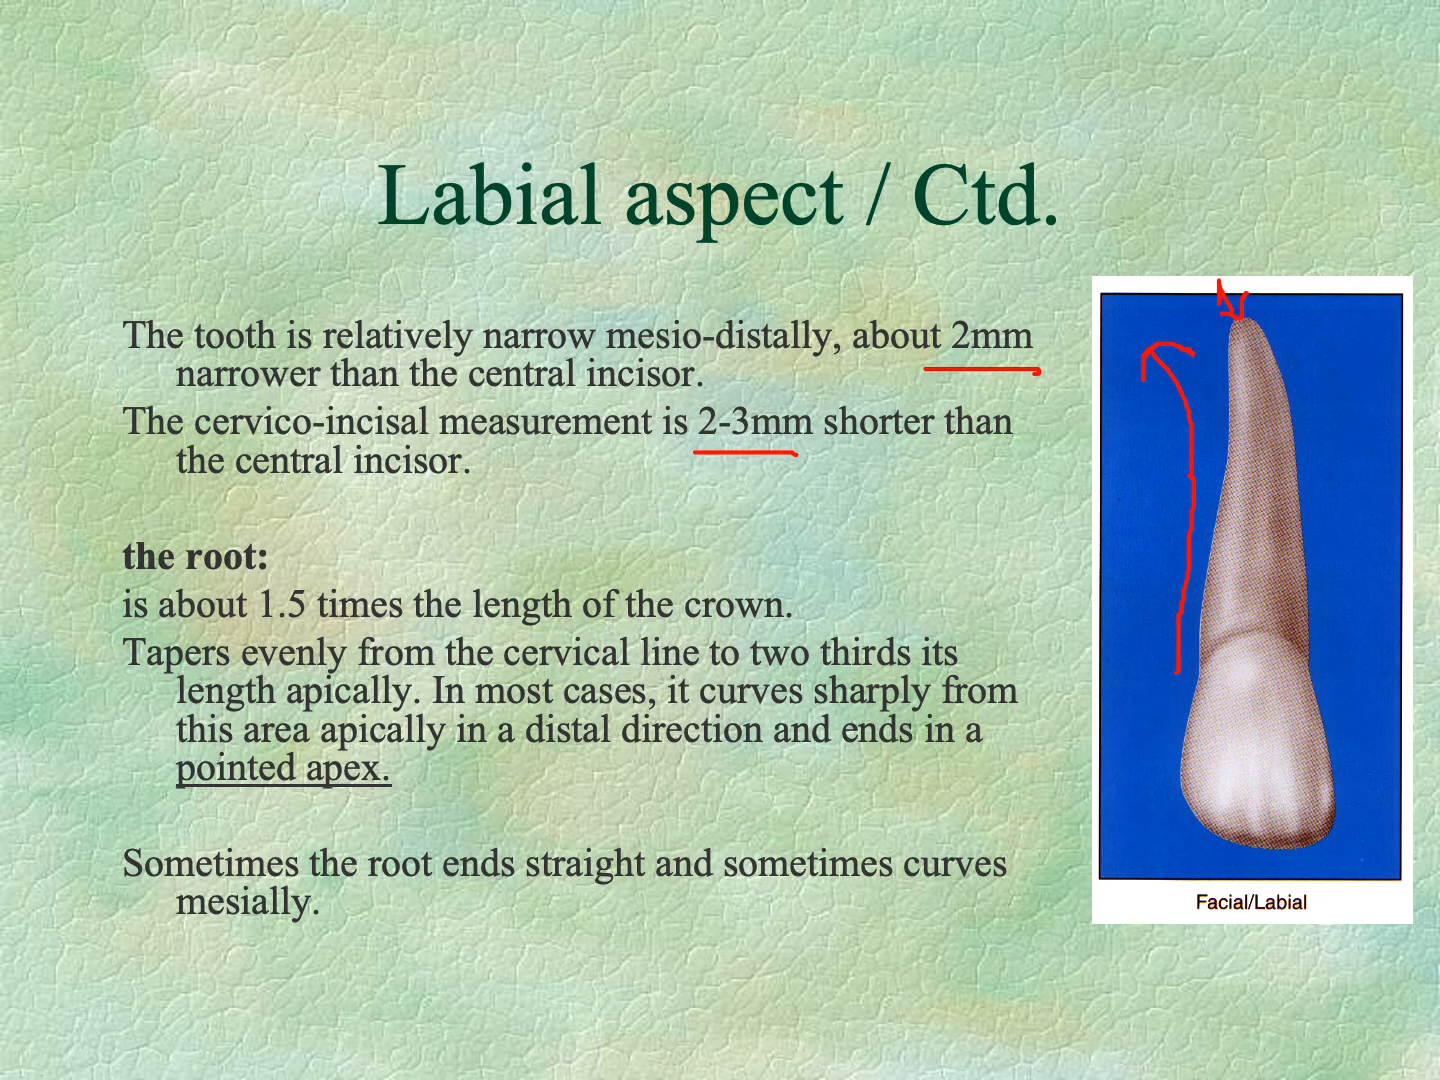 Labial aspect / Ctd.
The tooth is relatively narrow mesio-distally, about 2mm
narrower than the central incisor.
The cervico-incisal measurement is 2-3mm shorter than
the central incisor.
the root:
is about 1.5 times the length of the crown.
Tapers evenly from the cervical line to two thirds its
length apically. In most cases, it curves sharply from
this area apically in a distal direction and ends in a
pointed apex.
Sometimes the root ends straight and sometimes curves
mesially.
Facial/Labial